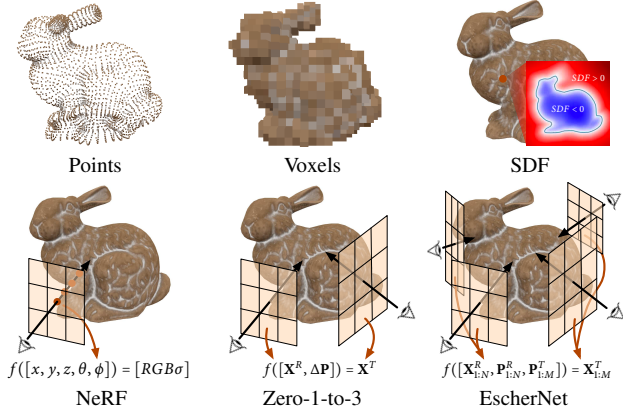 SDF > 0
SDF < 0
Points
Voxels
SDF
f([x, y, z, θ, ϕ]) = [RGBσ]
f([X^R, ΔP]) = X^T
f([X^R_{1:N}, P^R_{1:N}, P^T_{1:M}]) = X^T_{1:M}
NeRF
Zero-1-to-3
EscherNet